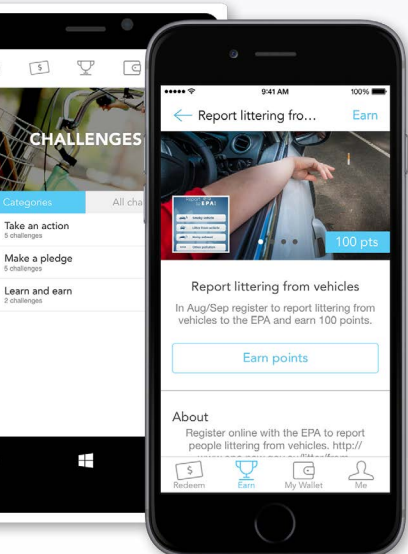 CHALLENGES
Categories
All cha
Take an action
5 challenges
Make a pledge
5 challenges
Learn and earn
2 challenges
9:41 AM
100%
Report littering fro...
Earn
100 pts
Report littering from vehicles
In Aug/Sep register to report littering from
vehicles to the EPA and earn 100 points.
Earn points
About
Register online with the EPA to report
people littering from vehicles. http://
Redeem
Earn
My Wallet
Me